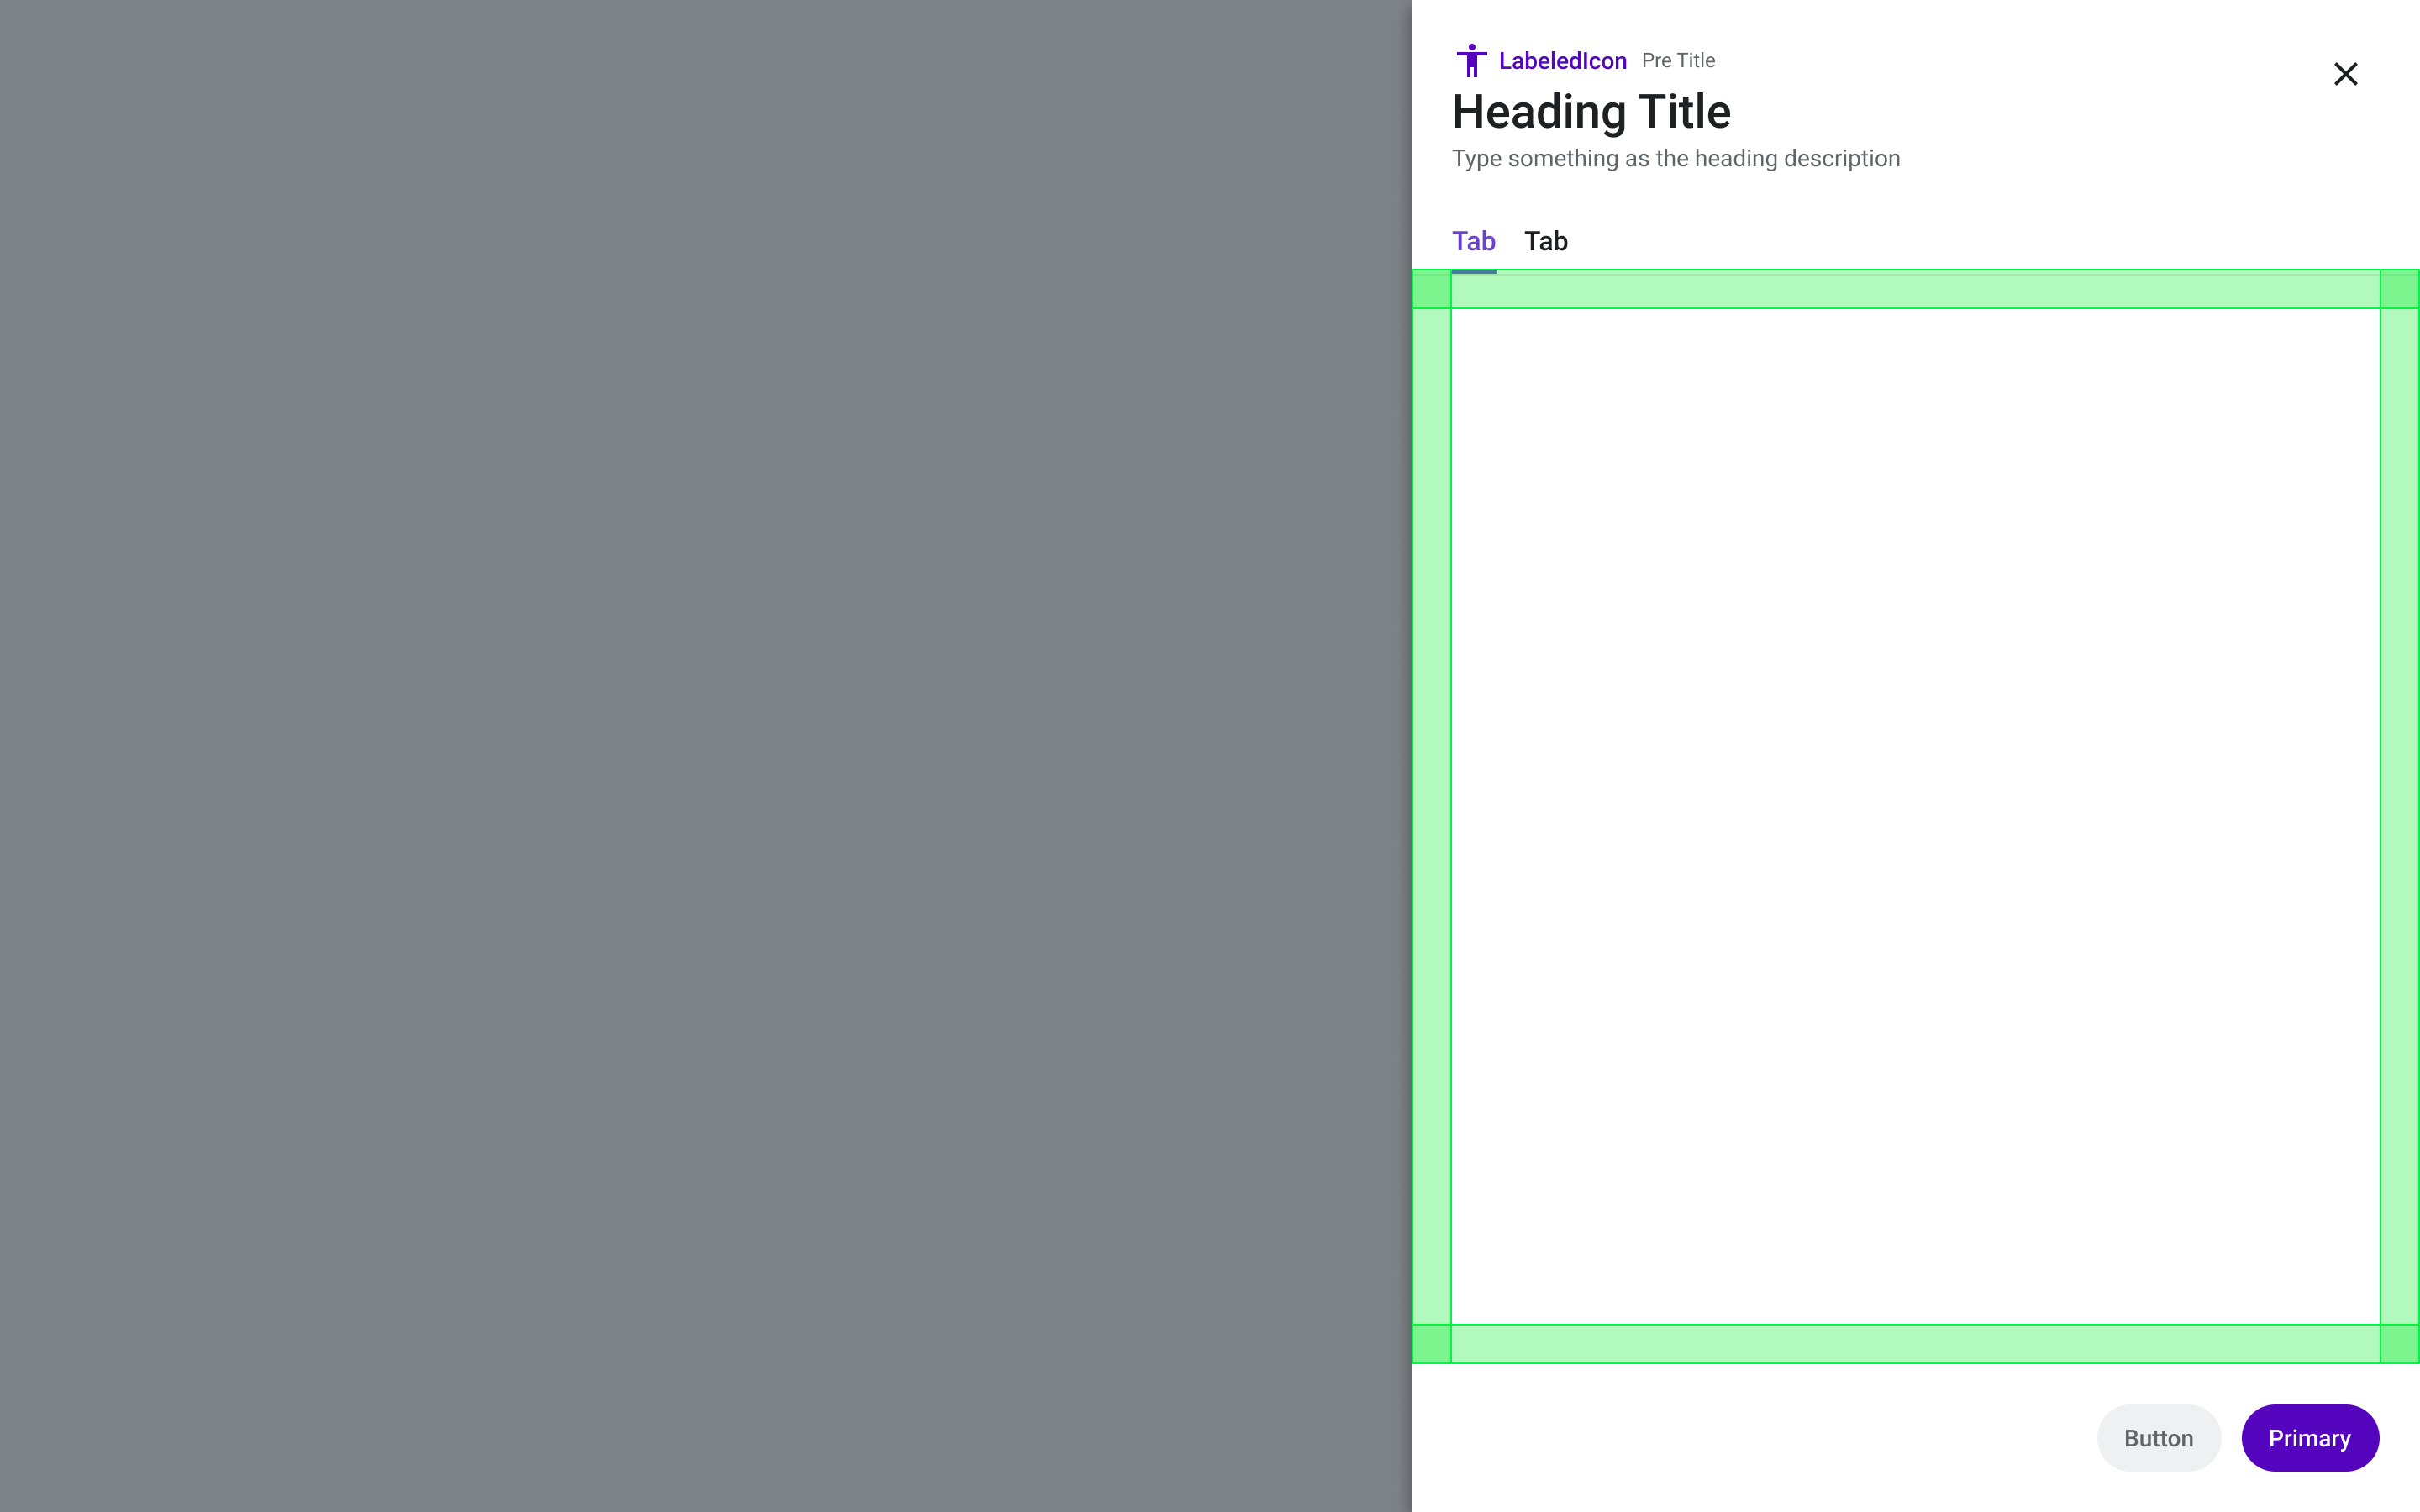 LabeledIcon Pre Title
Heading Title
Type something as the heading description
Tab Tab
Button Primary